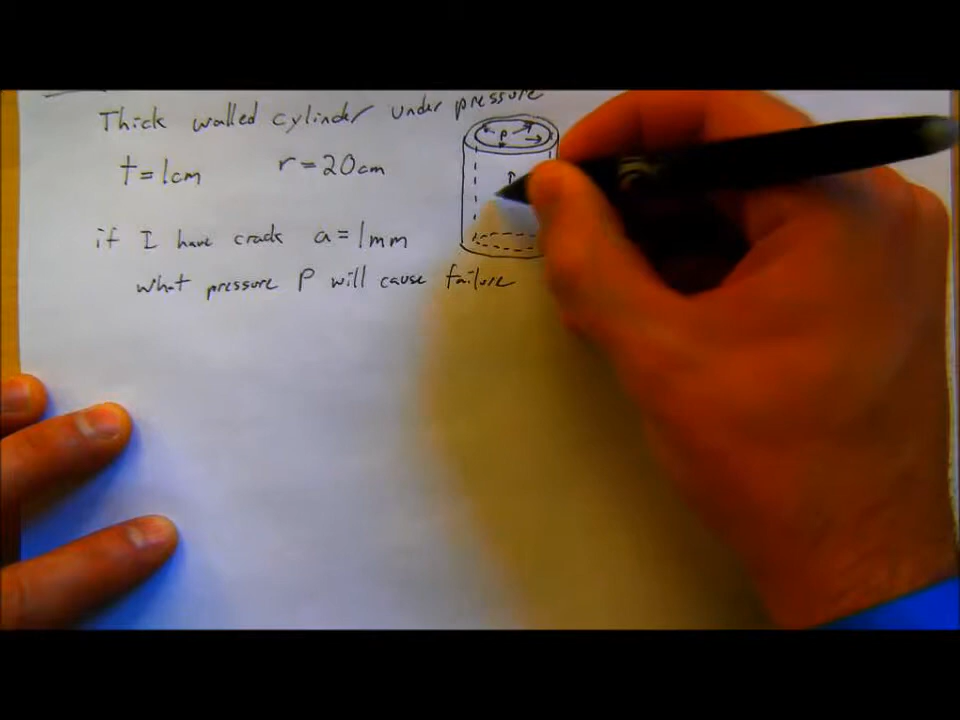 Thick walled cylinder under pressure
t = 1cm r = 20cm
P
if I have crack a = 1mm
what pressure P will cause failure